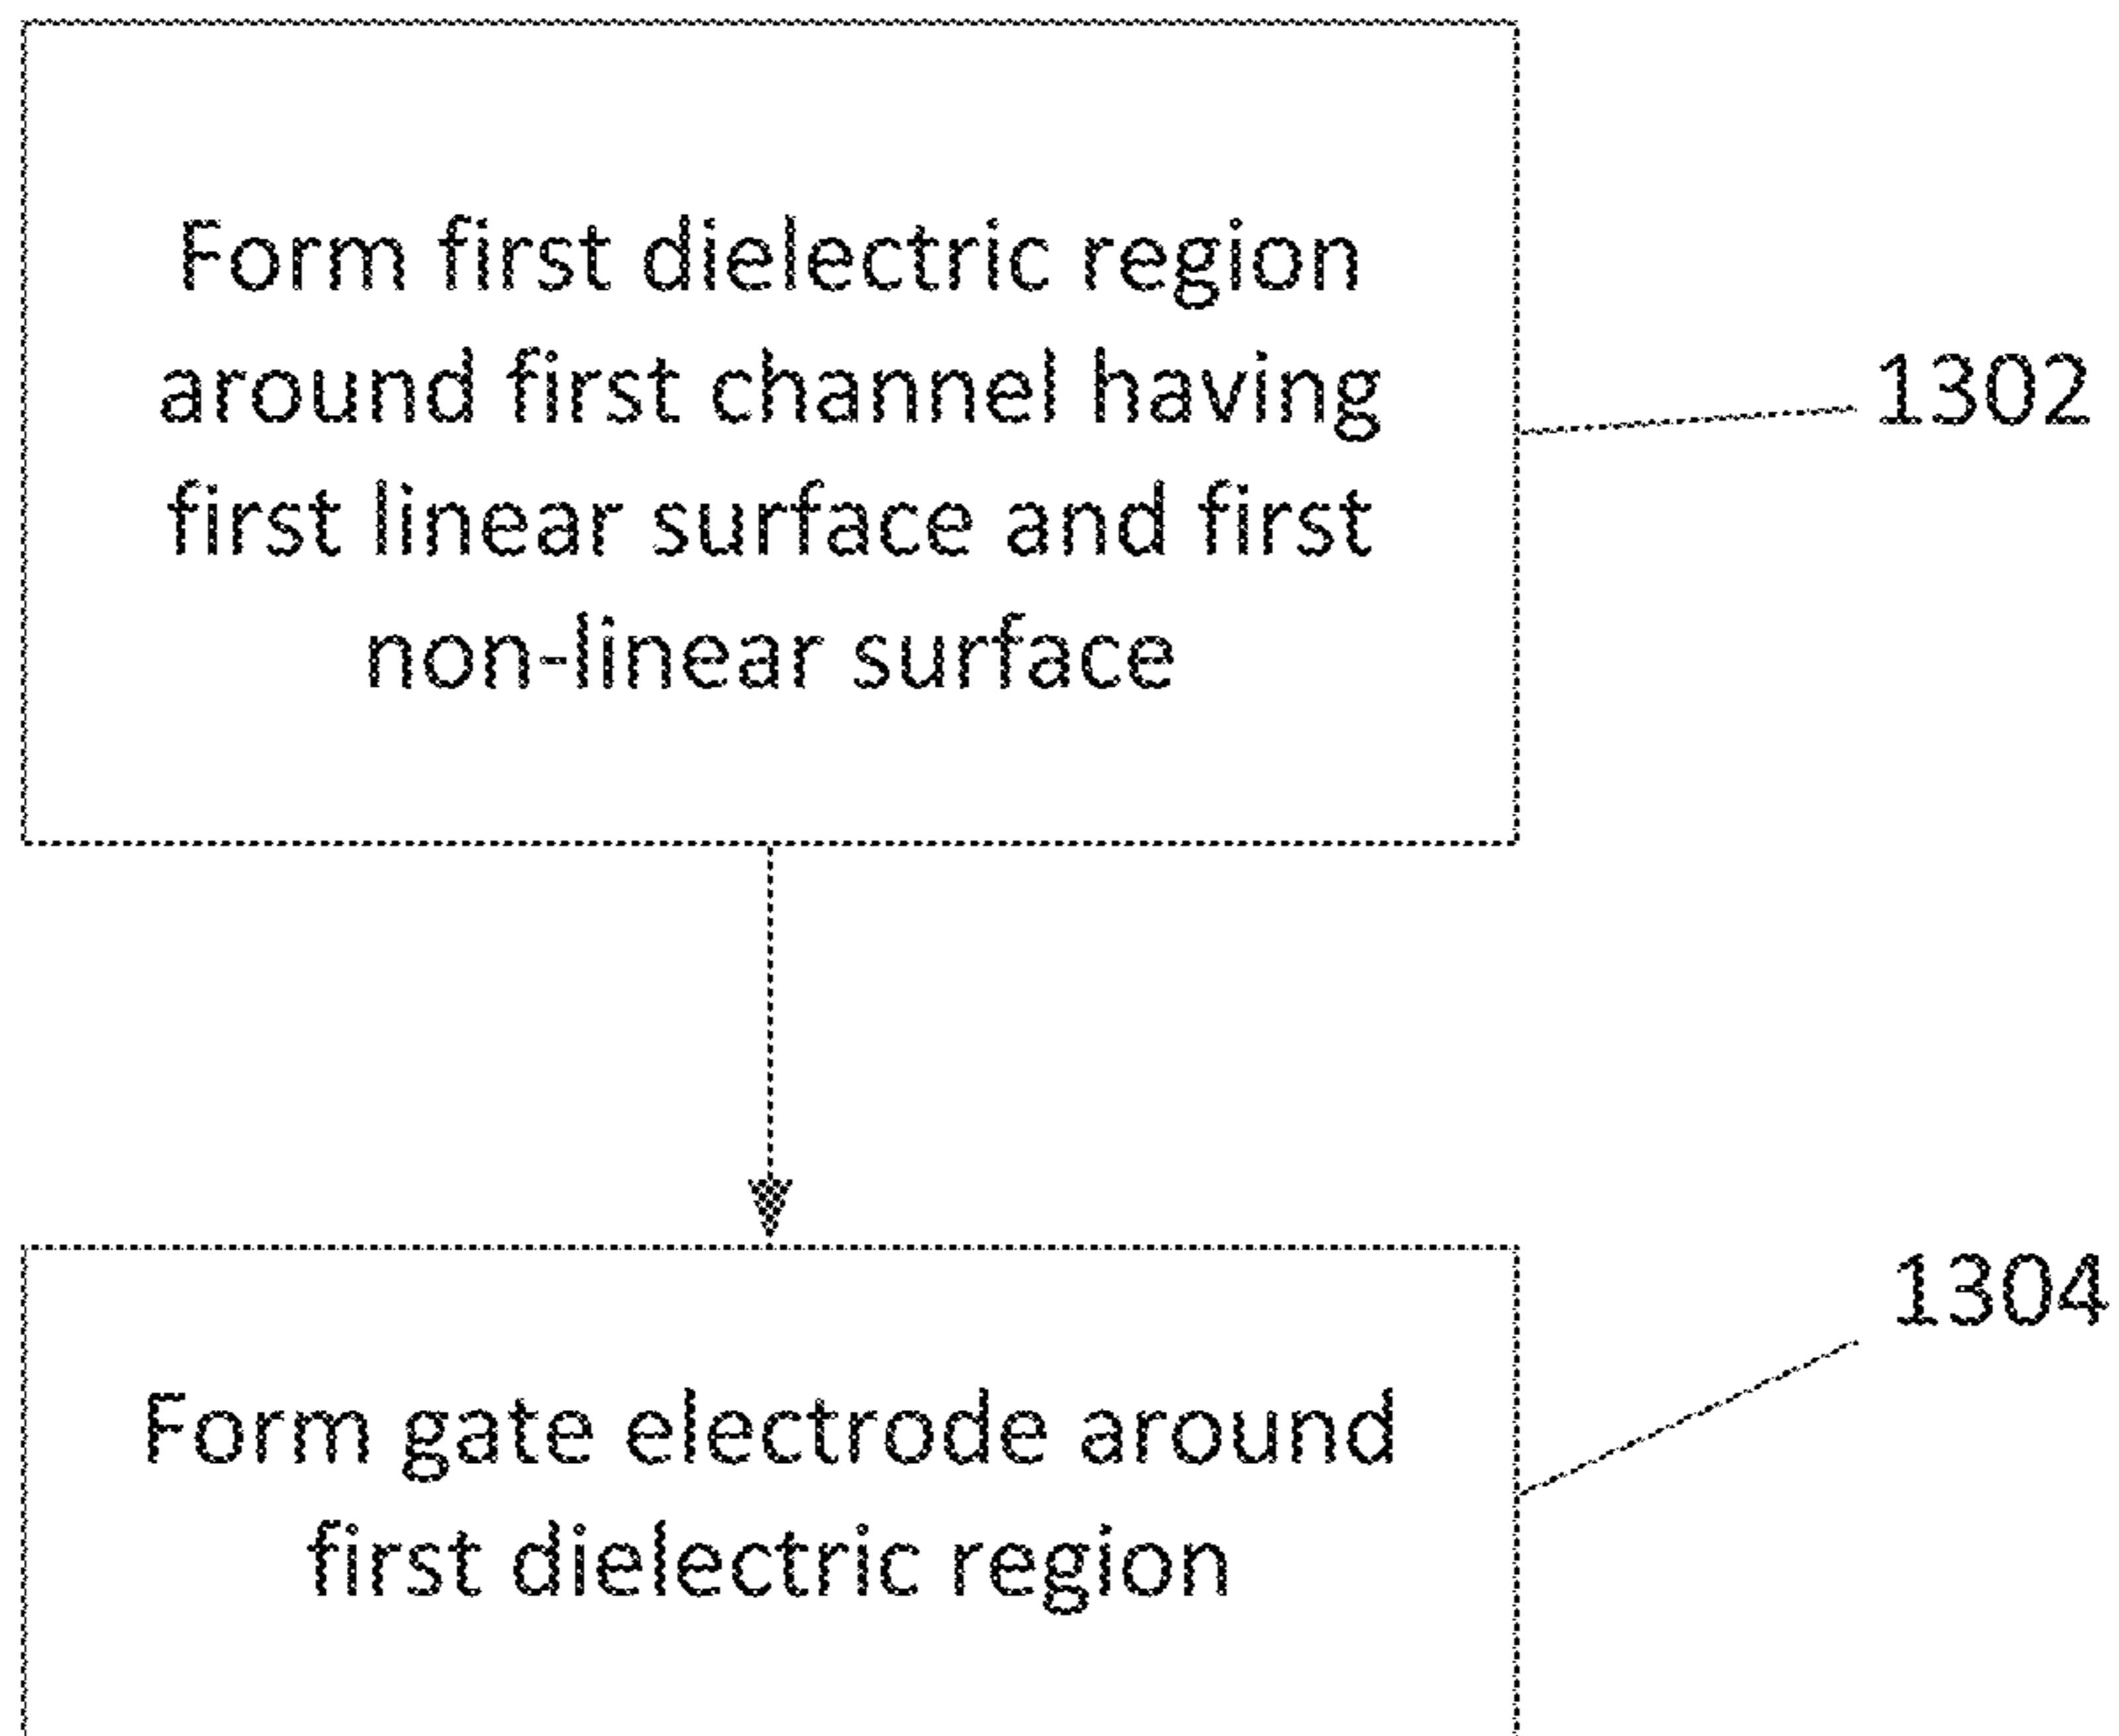 Form first dielectric region
around first channel having
first linear surface and first
non-linear surface
1302
1304
Form gate electrode around
first dielectric region